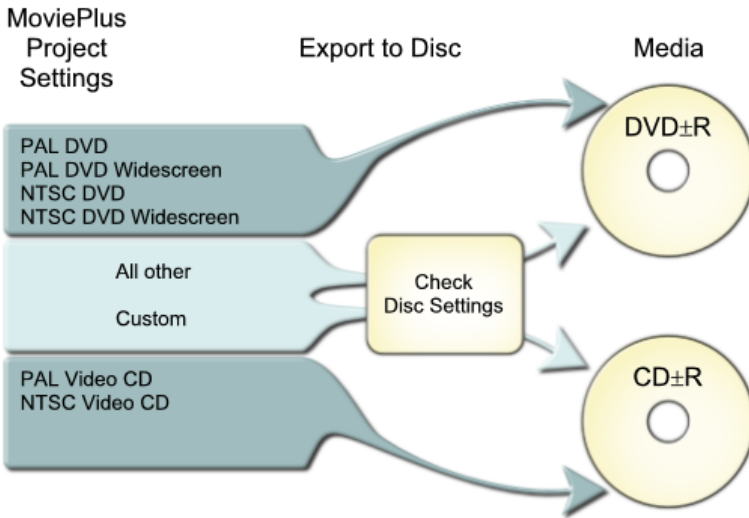 MoviePlus
Project
Settings
Export to Disc
Media
PAL DVD
PAL DVD Widescreen
NTSC DVD
NTSC DVD Widescreen
DVD±R
All other
Custom
Check
Disc Settings
PAL Video CD
NTSC Video CD
CD±R